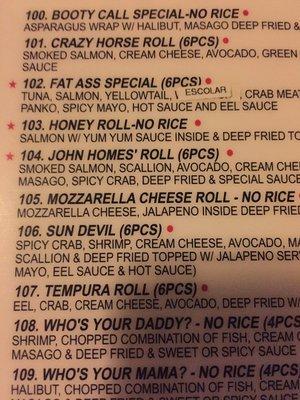 100. BOOTY CALL SPECIAL-NO RICE
ASPARAGUS WRAP W/ HALIBUT, MASAGO DEEP FRIED &
101. CRAZY HORSE ROLL (6PCS)
SMOKED SALMON, CREAM CHEESE, AVOCADO, GREEN
SAUCE
102. FAT ASS SPECIAL (6PCS)
TUNA, SALMON, YELLOWTAIL, ESCOLAR, CRAB MEAT
PANKO, SPICY MAYO, HOT SAUCE AND EEL SAUCE
103. HONEY ROLL-NO RICE
SALMON W/ YUM YUM SAUCE INSIDE & DEEP FRIED TO
104. JOHN HOMES' ROLL (6PCS)
SMOKED SALMON, SCALLION, AVOCADO, CREAM CHEE
MASAGO, SPICY CRAB, DEEP FRIED & SPECIAL SAUCE
105. MOZZARELLA CHEESE ROLL - NO RICE
MOZZARELLA CHEESE, JALAPENO INSIDE DEEP FRIED
106. SUN DEVIL (6PCS)
SPICY CRAB, SHRIMP, CREAM CHEESE, AVOCADO, MA
SCALLION & DEEP FRIED TOPPED W/ JALAPENO SERV
MAYO, EEL SAUCE & HOT SAUCE)
107. TEMPURA ROLL (6PCS)
EEL, CRAB, CREAM CHEESE, AVOCADO, DEEP FRIED W/
108. WHO'S YOUR DADDY? - NO RICE (4PCS
SHRIMP, CHOPPED COMBINATION OF FISH, CREAM C
MASAGO & DEEP FRIED & SWEET OR SPICY SAUCE
109. WHO'S YOUR MAMA? - NO RICE (4PCS
HALIBUT, CHOPPED COMBINATION OF FISH, CREAM